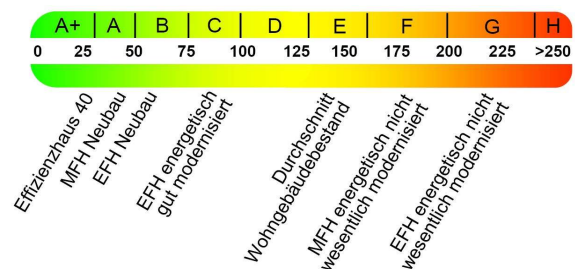 A+ A B C D E F G H
0 25 50 75 100 125 150 175 200 225 >250
Effizienzhaus 40
MFH Neubau
EFH Neubau
EFH energetisch
gut modernisiert
Durchschnitt
Wohngebäudebestand
MFH energetisch nicht
wesentlich modernisiert
EFH energetisch nicht
wesentlich modernisiert